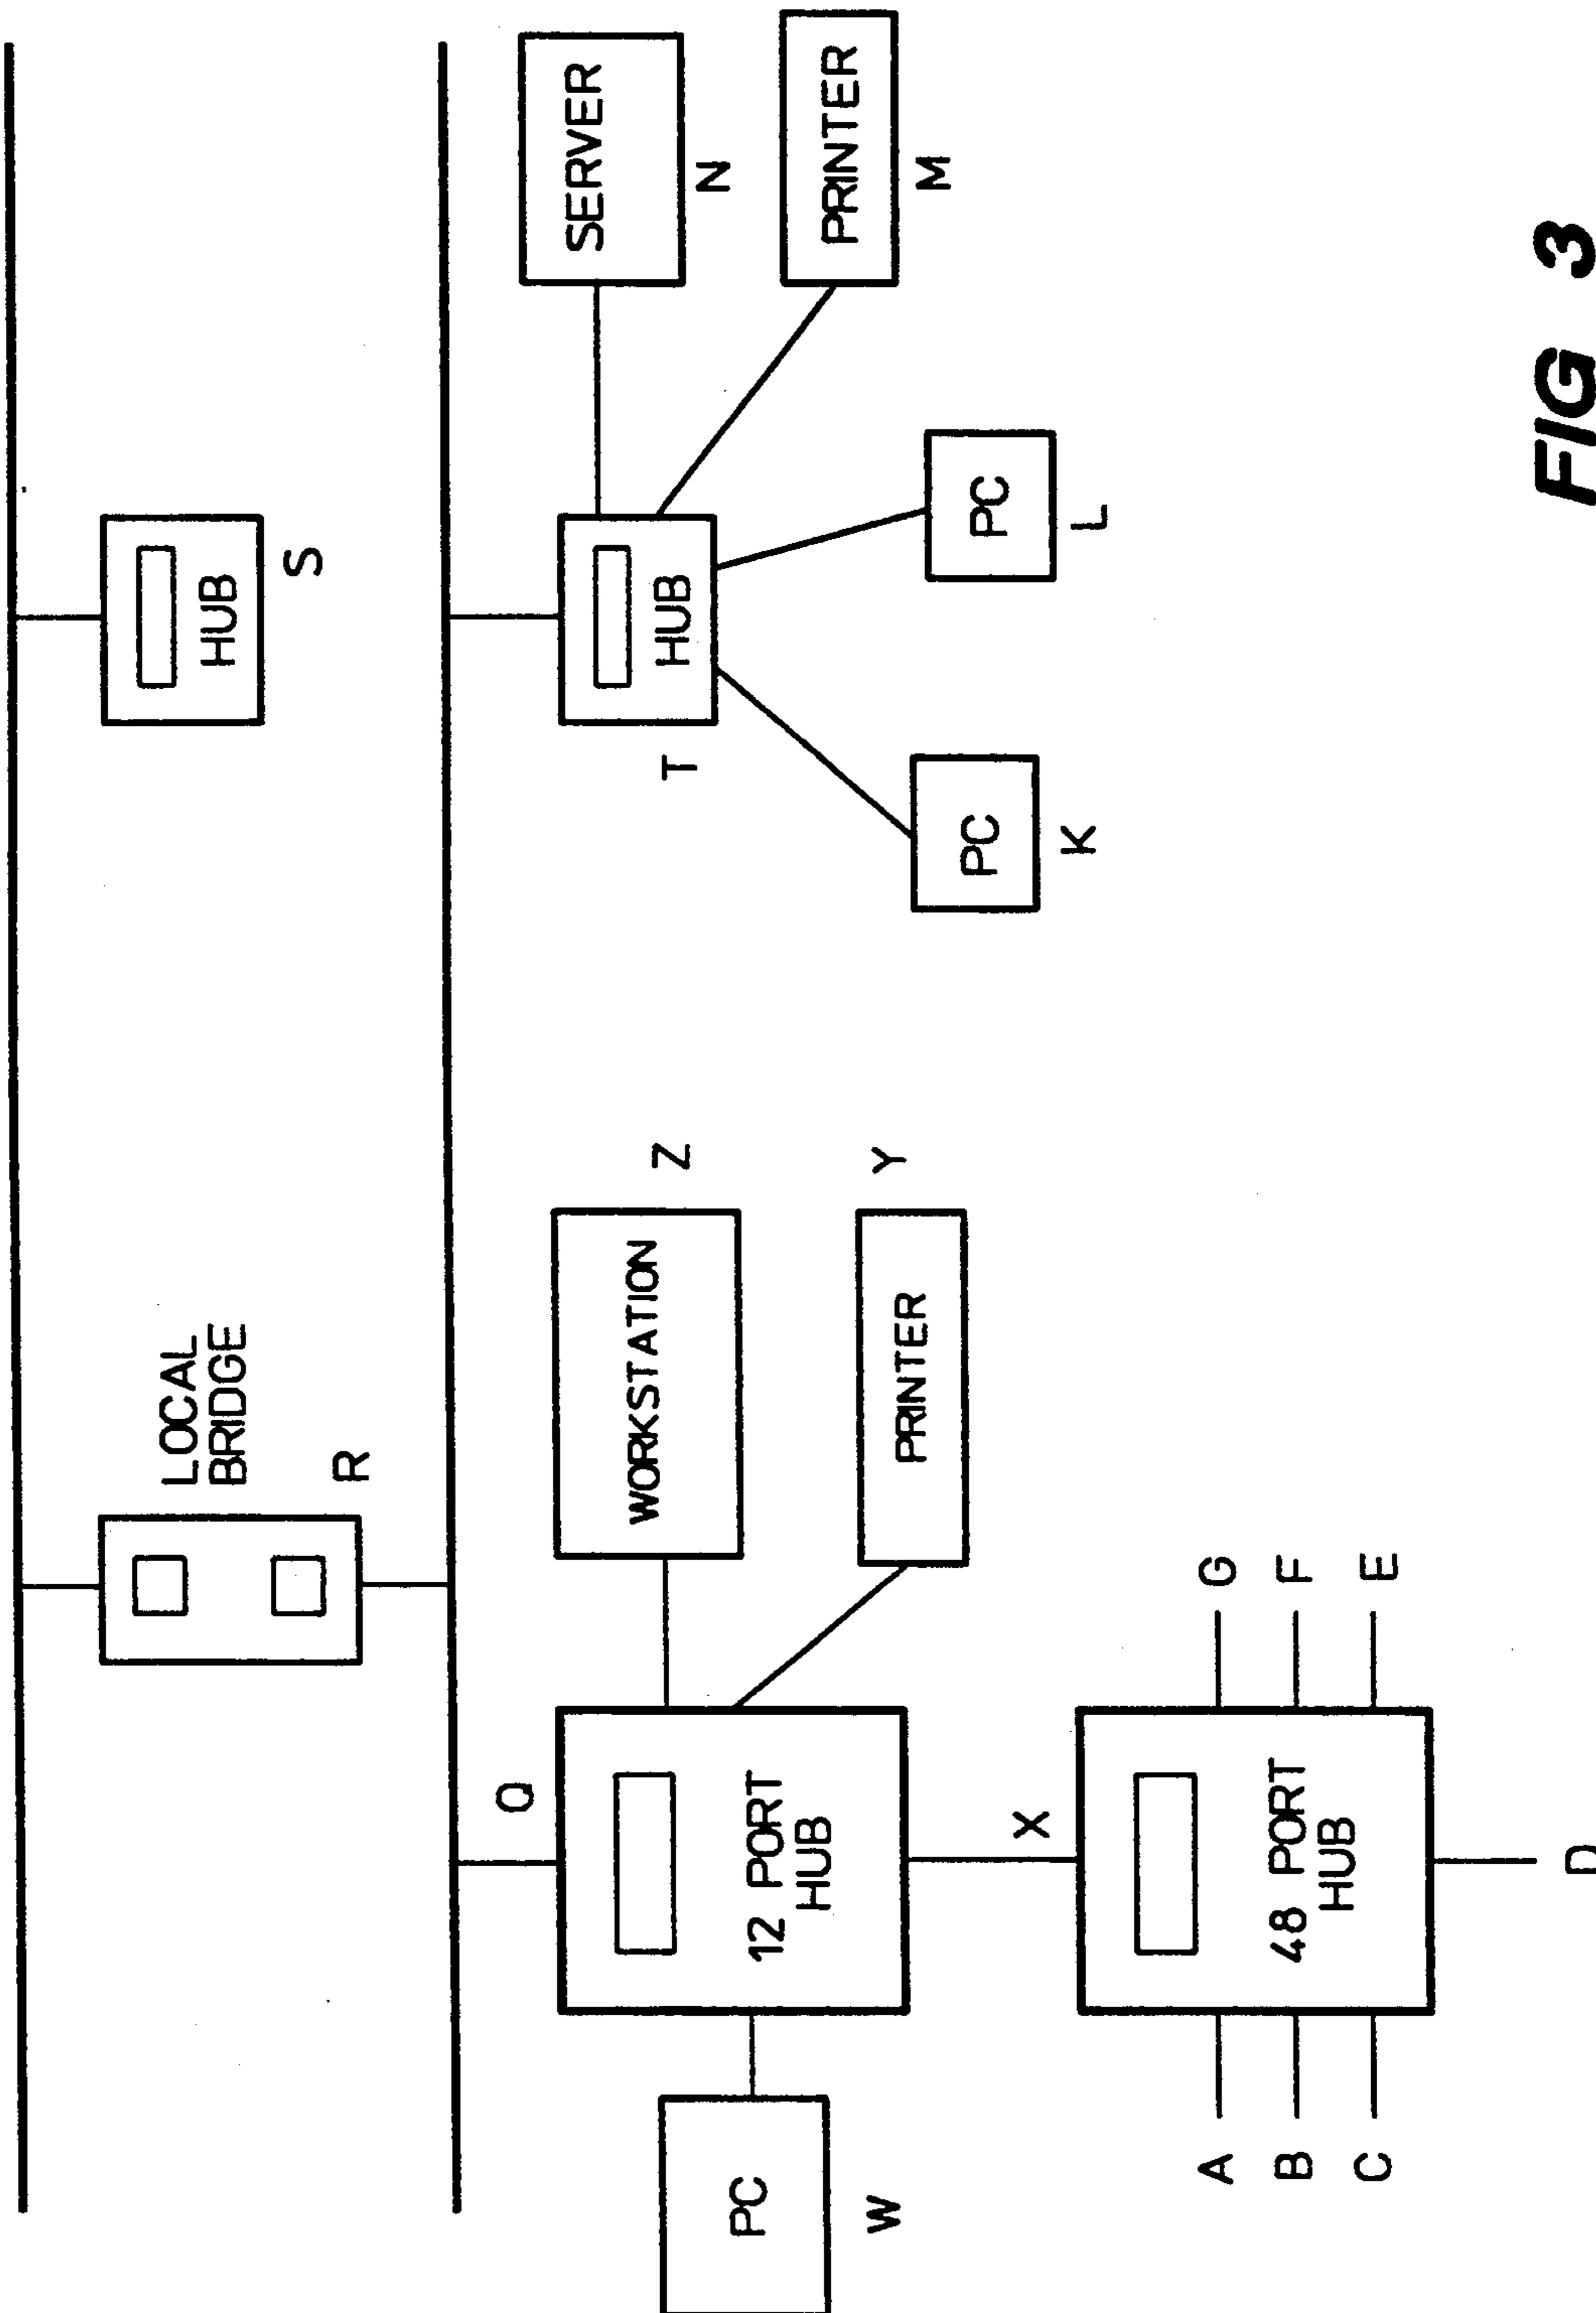 LOCAL
BRIDGE
R
HUB
S
Q
12 PORT
HUB
PC
W
WORKSTATION
Z
PRINTER
Y
X
48 PORT
HUB
A
B
C
D
E
F
G
HUB
T
SERVER
N
PRINTER
M
PC
L
PC
K
FIG 3